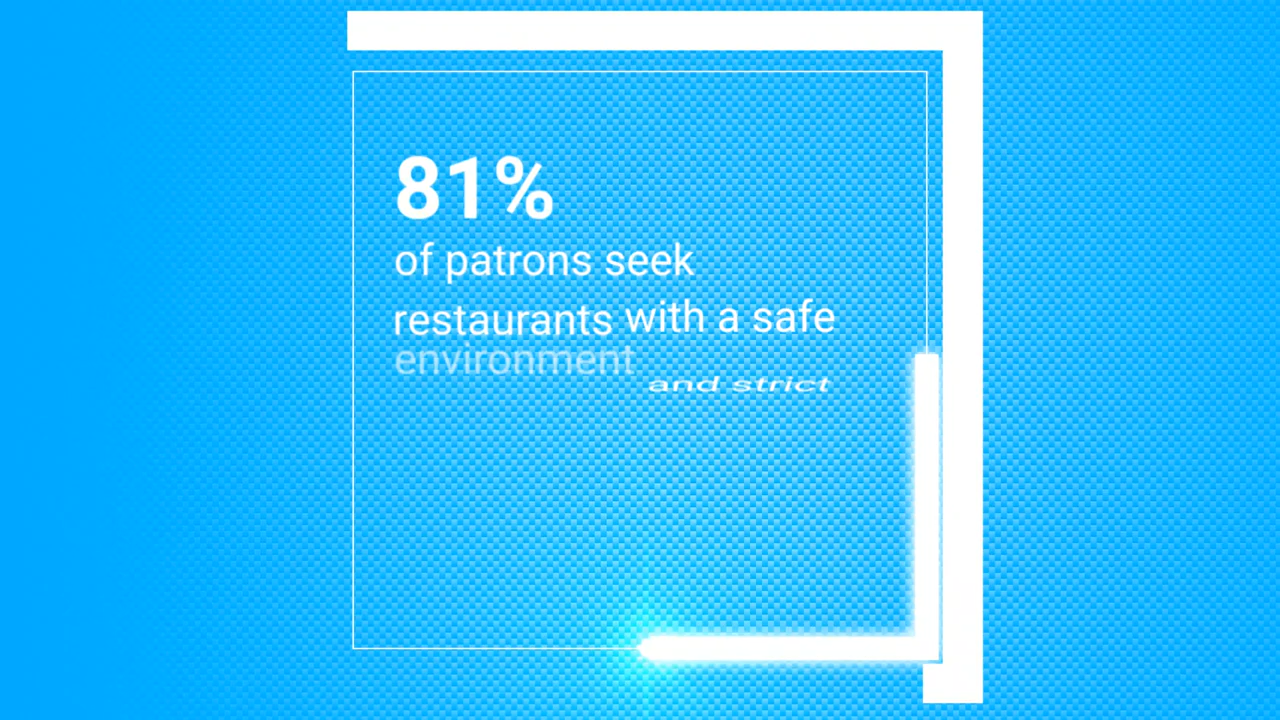 81%
of patrons seek
restaurants with a safe
environment and strict